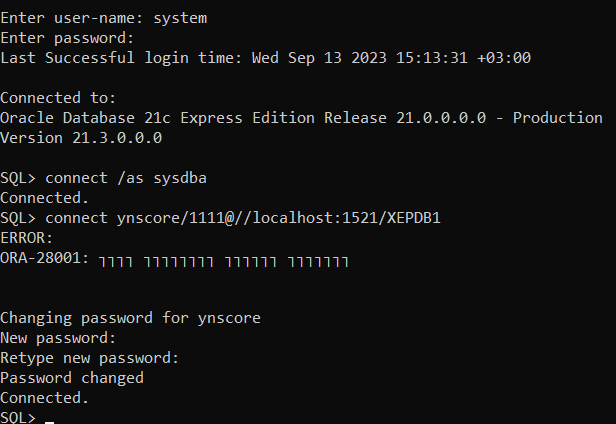 Enter user-name: system
Enter password:
Last Successful login time: Wed Sep 13 2023 15:13:31 +03:00
Connected to:
Oracle Database 21c Express Edition Release 21.0.0.0.0 - Production
Version 21.3.0.0.0
SQL> connect /as sysdba
Connected.
SQL> connect ynscore/1111@//localhost:1521/XEPDB1
ERROR:
ORA-28001: ┐┐┐┐ ┐┐┐┐┐┐┐┐ ┐┐┐┐┐┐ ┐┐┐┐┐┐┐
Changing password for ynscore
New password:
Retype new password:
Password changed
Connected.
SQL>